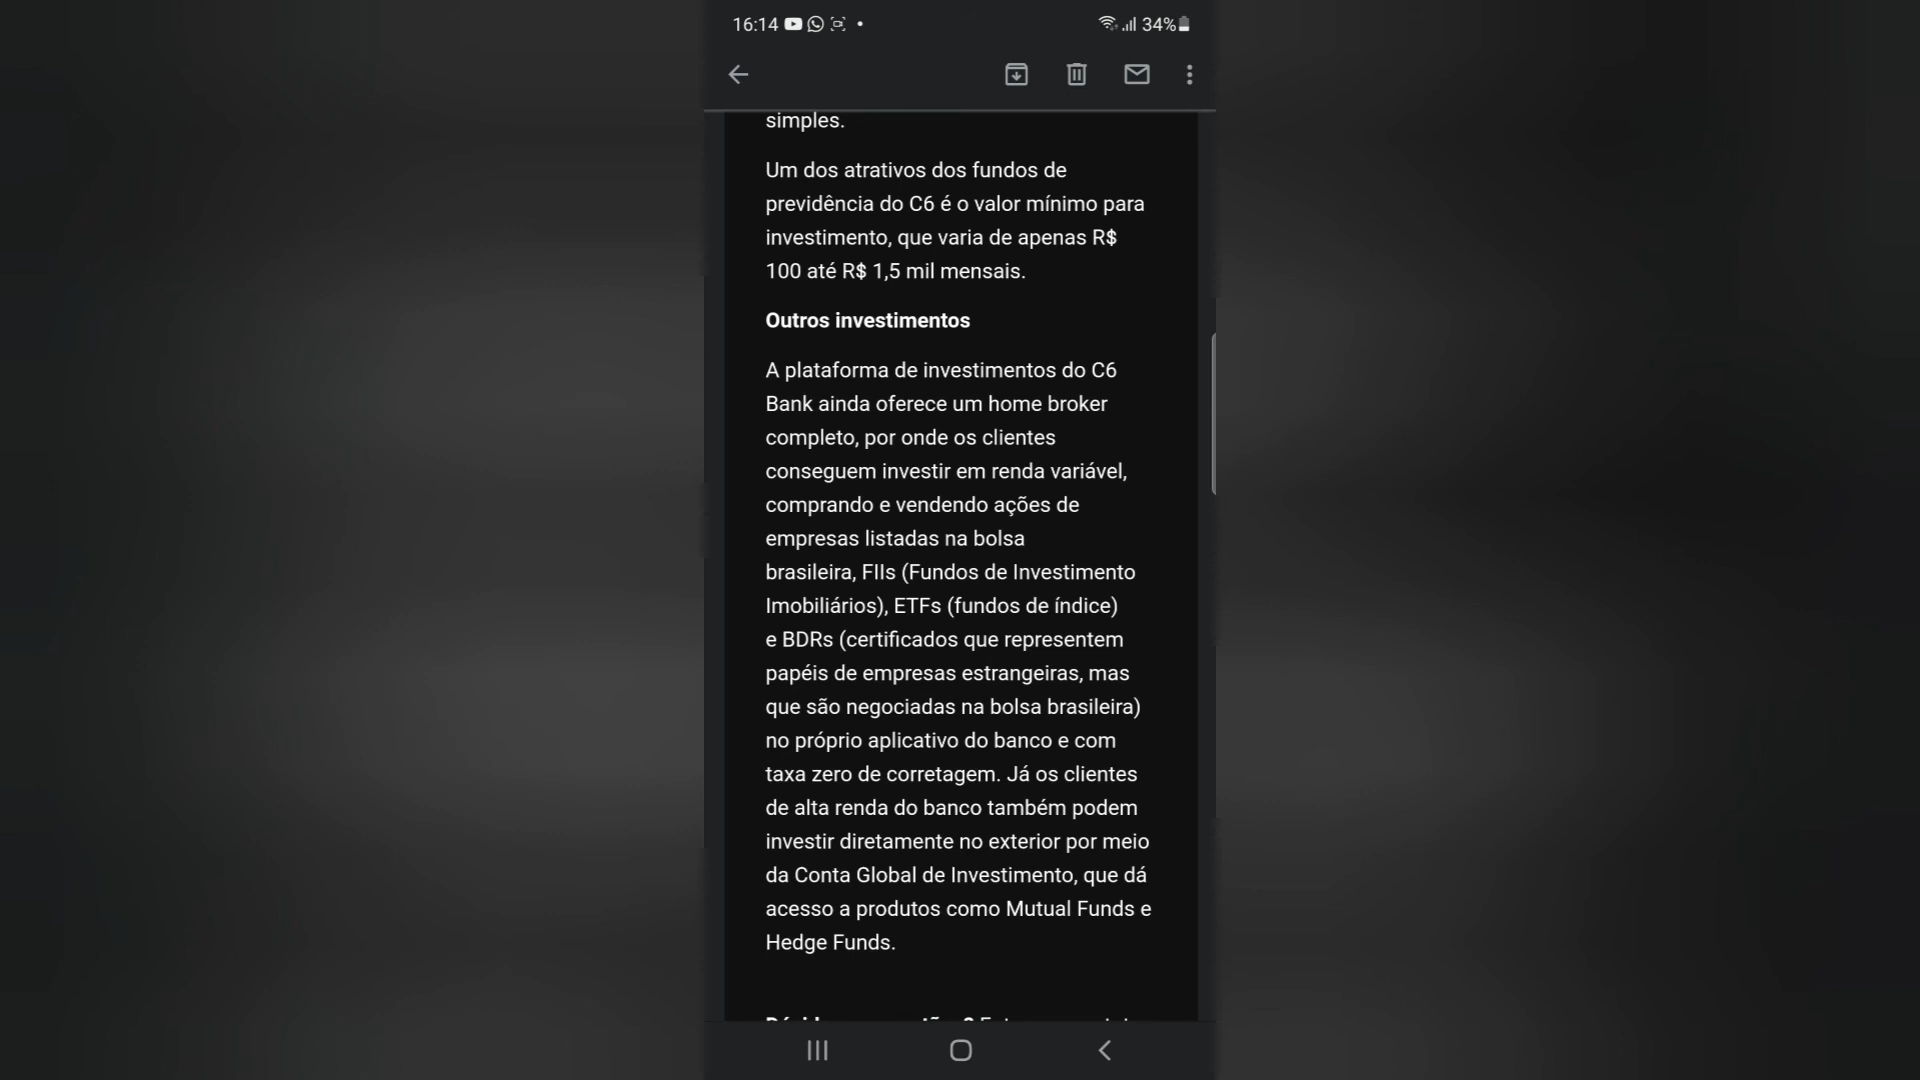 16:14
34%
simples.
Um dos atrativos dos fundos de
previdência do C6 é o valor mínimo para
investimento, que varia de apenas R$
100 até R$ 1,5 mil mensais.
Outros investimentos
A plataforma de investimentos do C6
Bank ainda oferece um home broker
completo, por onde os clientes
conseguem investir em renda variável,
comprando e vendendo ações de
empresas listadas na bolsa
brasileira, FIIs (Fundos de Investimento
Imobiliários), ETFs (fundos de índice)
e BDRs (certificados que representem
papéis de empresas estrangeiras, mas
que são negociadas na bolsa brasileira)
no próprio aplicativo do banco e com
taxa zero de corretagem. Já os clientes
de alta renda do banco também podem
investir diretamente no exterior por meio
da Conta Global de Investimento, que dá
acesso a produtos como Mutual Funds e
Hedge Funds.